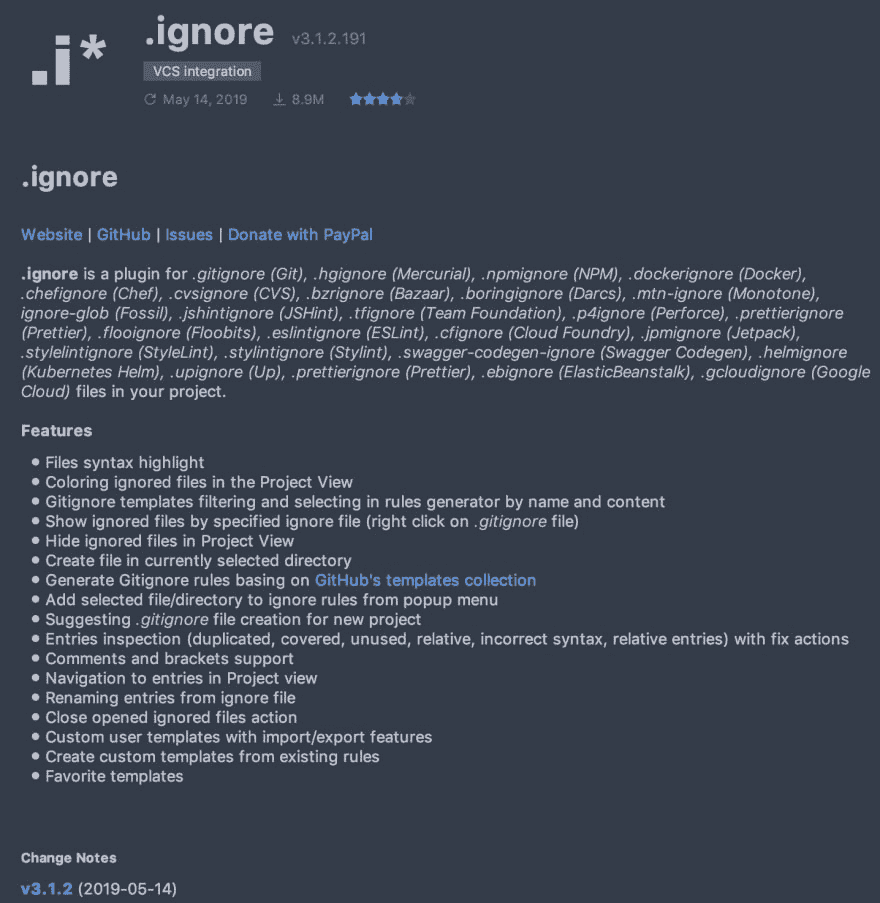 .i*
.ignore v3.1.2.191
VCS integration
May 14, 2019 8.9M
.ignore
Website | GitHub | Issues | Donate with PayPal
.ignore is a plugin for .gitignore (Git), .hgignore (Mercurial), .npmignore (NPM), .dockerignore (Docker),
.chefignore (Chef), .cvsignore (CVS), .bzrignore (Bazaar), .boringignore (Darcs), .mtn-ignore (Monotone),
ignore-glob (Fossil), .jshintignore (JSHint), .tfignore (Team Foundation), .p4ignore (Perforce), .prettierignore
(Prettier), .flooignore (Floobits), .eslintignore (ESLint), .cfignore (Cloud Foundry), .jpmignore (Jetpack),
.stylelintignore (StyleLint), .stylintignore (Stylint), .swagger-codegen-ignore (Swagger Codegen), .helmignore
(Kubernetes Helm), .upignore (Up), .prettierignore (Prettier), .ebignore (ElasticBeanstalk), .gcloudignore (Google
Cloud) files in your project.
Features
• Files syntax highlight
• Coloring ignored files in the Project View
• Gitignore templates filtering and selecting in rules generator by name and content
• Show ignored files by specified ignore file (right click on .gitignore file)
• Hide ignored files in Project View
• Create file in currently selected directory
• Generate Gitignore rules basing on GitHub's templates collection
• Add selected file/directory to ignore rules from popup menu
• Suggesting .gitignore file creation for new project
• Entries inspection (duplicated, covered, unused, relative, incorrect syntax, relative entries) with fix actions
• Comments and brackets support
• Navigation to entries in Project view
• Renaming entries from ignore file
• Close opened ignored files action
• Custom user templates with import/export features
• Create custom templates from existing rules
• Favorite templates
Change Notes
v3.1.2 (2019-05-14)